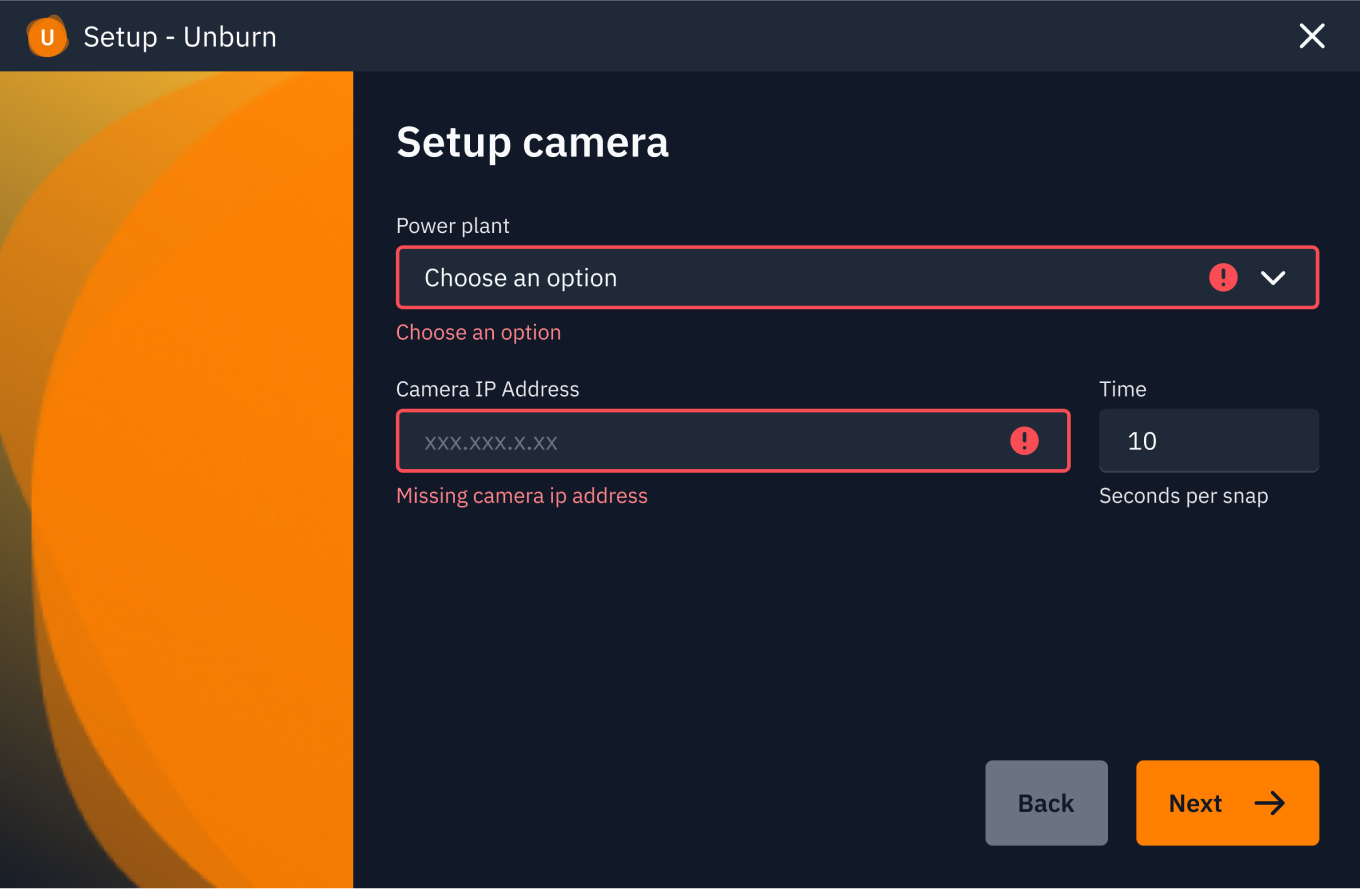 U Setup - Unburn
Setup camera
Power plant
Choose an option
Choose an option
Camera IP Address
Time
xxx.xxx.x.xx
10
Missing camera ip address
Seconds per snap
Back
Next